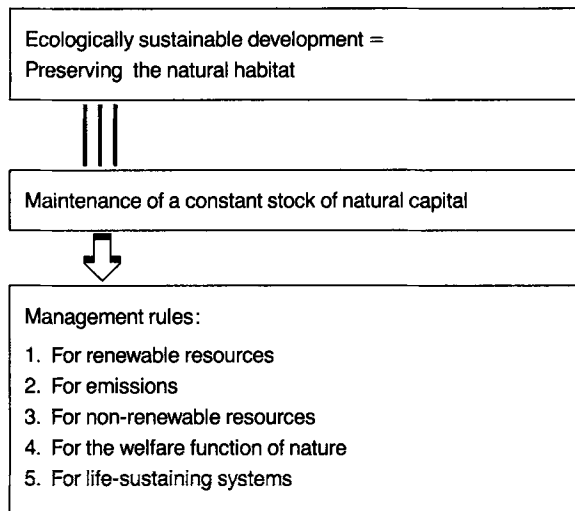 Ecologically sustainable development =
Preserving the natural habitat
Maintenance of a constant stock of natural capital
Management rules:
1. For renewable resources
2. For emissions
3. For non-renewable resources
4. For the welfare function of nature
5. For life-sustaining systems